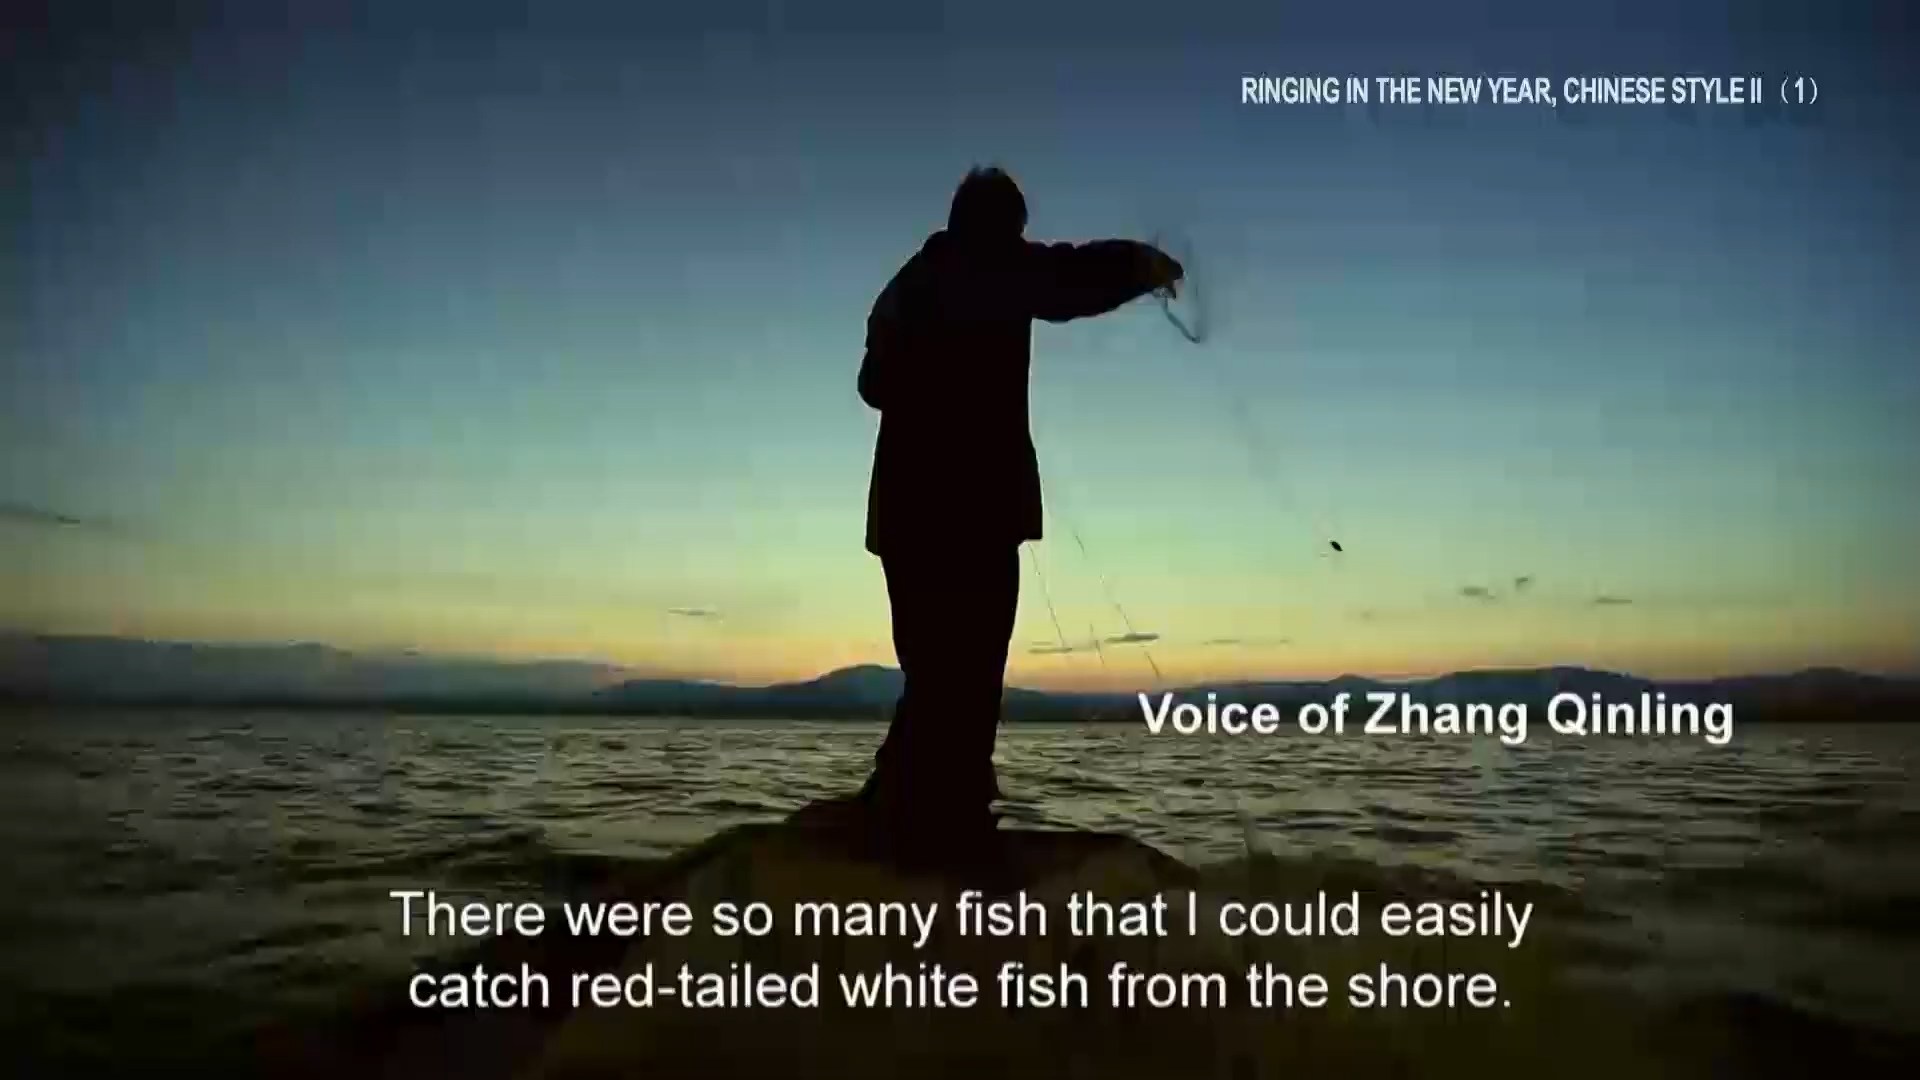 RINGING IN THE NEW YEAR, CHINESE STYLE II （1）
Voice of Zhang Qinling
There were so many fish that I could easily
catch red-tailed white fish from the shore.